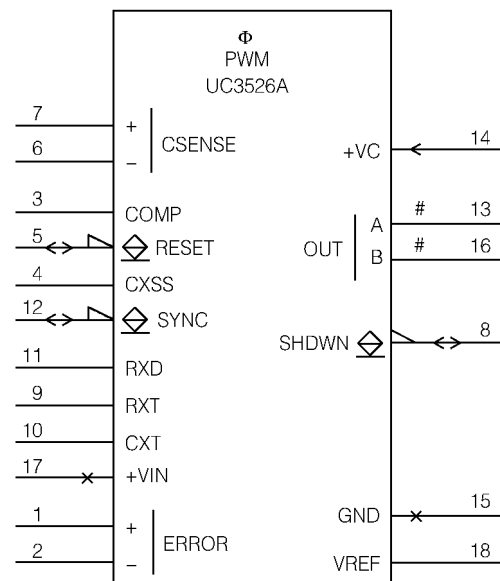 Φ
PWM
UC3526A
7
+
6
−
CSENSE
3
COMP
5
RESET
4
CXSS
12
SYNC
11
RXD
9
RXT
10
CXT
17
+VIN
1
+
2
−
ERROR
+VC
14
OUT
A
#
13
B
#
16
SHDWN
8
GND
15
VREF
18